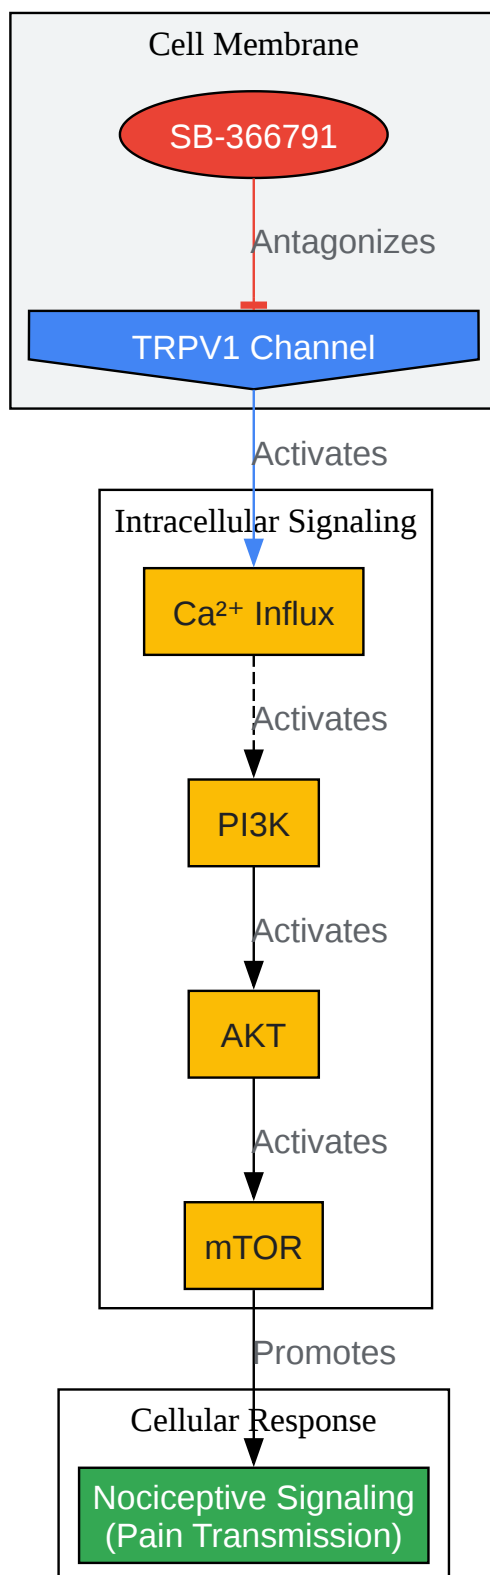 Cell Membrane
SB-366791
Antagonizes
TRPV1 Channel
Activates
Intracellular Signaling
Ca²⁺ Influx
Activates
PI3K
Activates
AKT
Activates
mTOR
Promotes
Cellular Response
Nociceptive Signaling
(Pain Transmission)